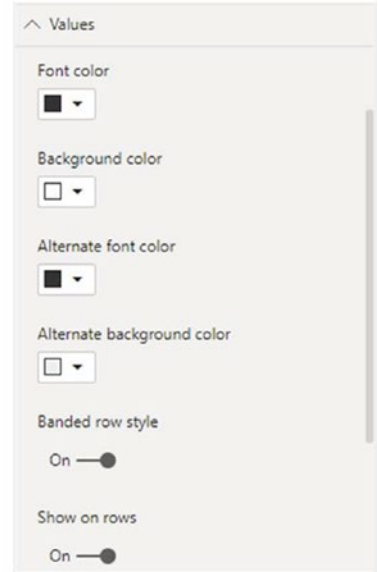 Values
Font color
Background color
Alternate font color
Alternate background color
Banded row style
On
Show on rows
On